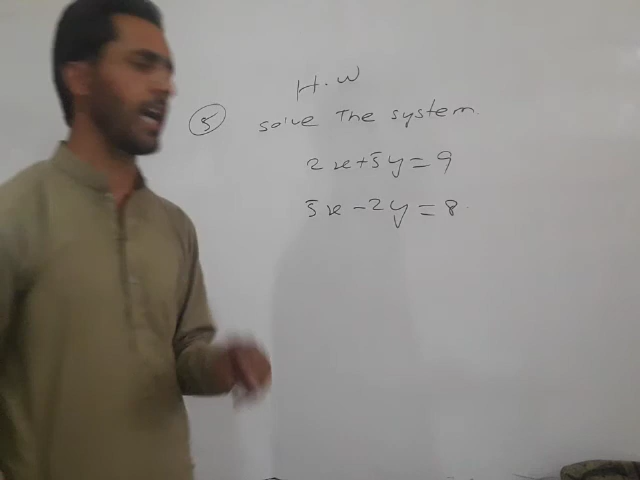 H.W
5 solve The system.
2x+5y=9
5x-2y=8.